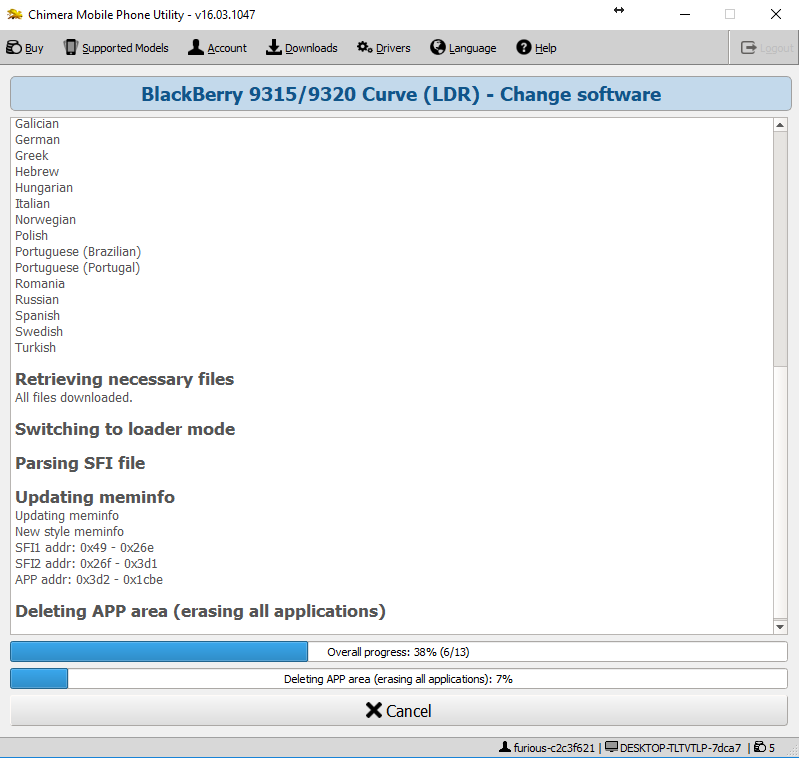 Chimera Mobile Phone Utility - v16.03.1047
Buy Supported Models Account Downloads Drivers Language Help Logout
BlackBerry 9315/9320 Curve (LDR) - Change software
Galician
German
Greek
Hebrew
Hungarian
Italian
Norwegian
Polish
Portuguese (Brazilian)
Portuguese (Portugal)
Romania
Russian
Spanish
Swedish
Turkish
Retrieving necessary files
All files downloaded.
Switching to loader mode
Parsing SFI file
Updating meminfo
Updating meminfo
New style meminfo
SFI1 addr: 0x49 - 0x26e
SFI2 addr: 0x26f - 0x3d1
APP addr: 0x3d2 - 0x1cbe
Deleting APP area (erasing all applications)
Overall progress: 38% (6/13)
Deleting APP area (erasing all applications): 7%
Cancel
furious-c2c3f621 | DESKTOP-TLTVTLP-7dca7 | 5